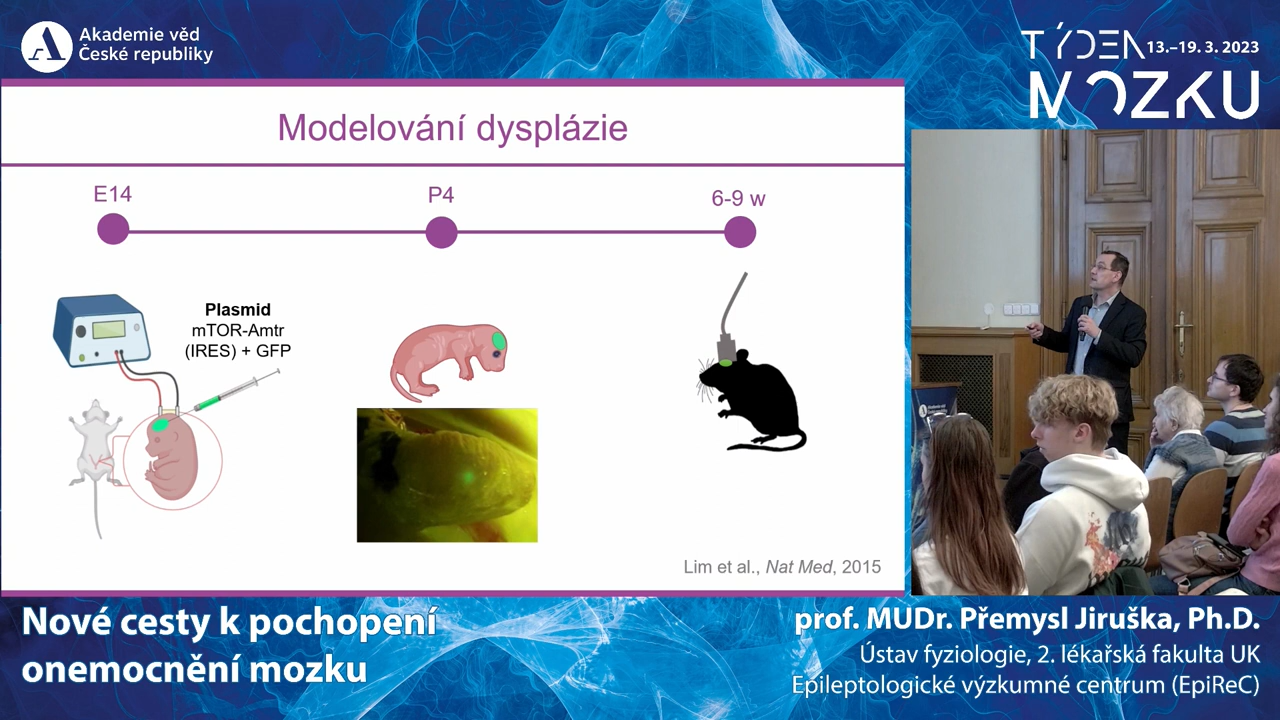 Akademie věd
České republiky
TÝDEN 13.–19. 3. 2023
MOZKU
Modelování dysplázie
E14
P4
6-9 w
Plasmid
mTOR-Amtr
(IRES) + GFP
Lim et al., Nat Med, 2015
Akademie věd
Nové cesty k pochopení
onemocnění mozku
prof. MUDr. Přemysl Jiruška, Ph.D.
Ústav fyziologie, 2. lékařská fakulta UK
Epileptologické výzkumné centrum (EpiReC)